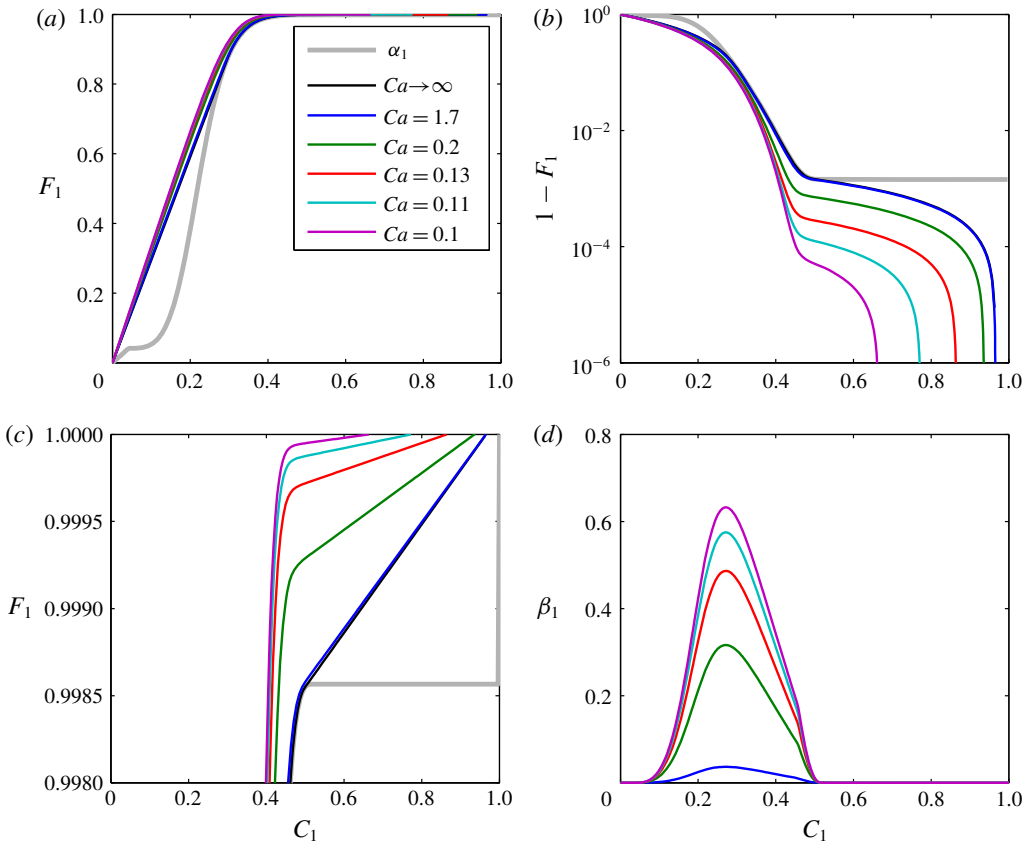 (a)
F₁
1.0
0.8
0.6
0.4
0.2
0
0.2
0.4
0.6
0.8
1.0
α₁
Ca→∞
Ca = 1.7
Ca = 0.2
Ca = 0.13
Ca = 0.11
Ca = 0.1
(b)
1 − F₁
10⁰
10⁻²
10⁻⁴
10⁻⁶
0
0.2
0.4
0.6
0.8
1.0
(c)
F₁
1.0000
0.9995
0.9990
0.9985
0.9980
0
0.2
0.4
0.6
0.8
1.0
C₁
(d)
β₁
0.8
0.6
0.4
0.2
0
0.2
0.4
0.6
0.8
1.0
C₁